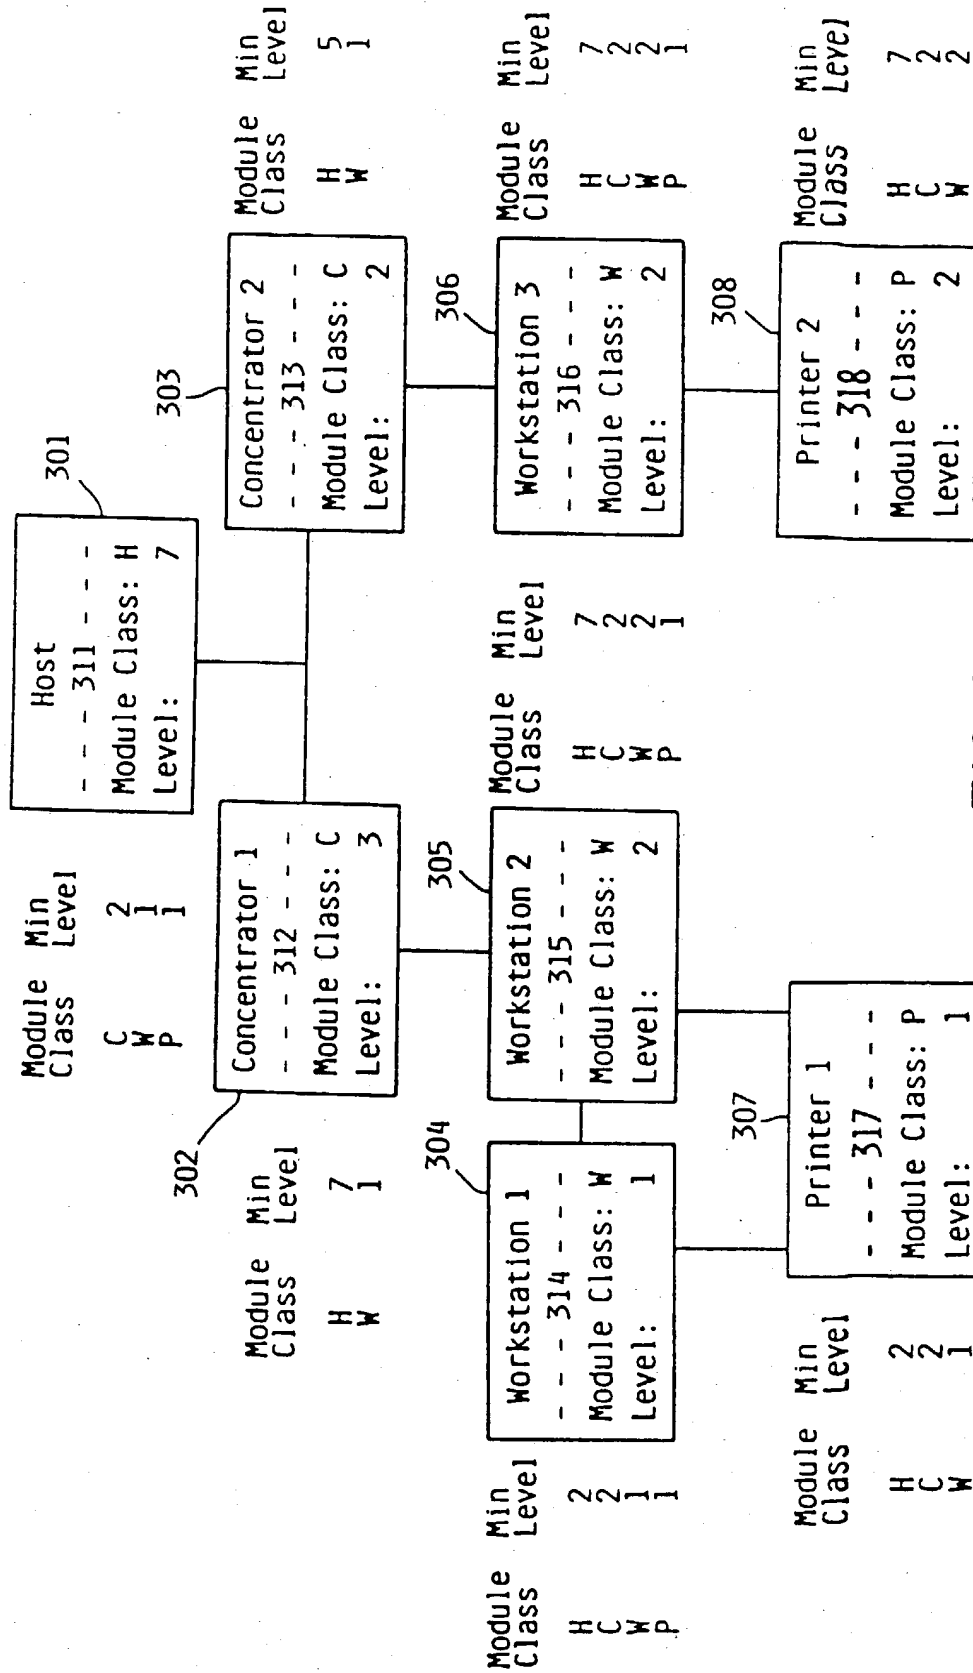 301
Host
- - - 311 - - -
Module Class: H
Level: 7
Module Class Min Level
C 2
W 1
P 1
302
Concentrator 1
- - - 312 - - - -
Module Class: C
Level: 3
Module Class Min Level
H 7
W 1
303
Concentrator 2
- - - 313 - - - -
Module Class: C
Level: 2
Module Class Min Level
H 5
W 1
304
Workstation 1
- - - 314 - - - -
Module Class: W
Level: 1
Module Class Min Level
H 2
C 2
W 1
P 1
305
Workstation 2
- - - 315 - - - -
Module Class: W
Level: 2
Module Class Min Level
H 7
C 2
W 2
P 1
306
Workstation 3
- - - 316 - - - -
Module Class: W
Level: 2
Module Class Min Level
H 7
C 2
W 2
P 1
307
Printer 1
- - - 317 - - - -
Module Class: P
Level: 1
Module Class Min Level
H 2
C 2
W 1
308
Printer 2
- - - 318 - - -
Module Class: P
Level: 2
Module Class Min Level
H 7
C 2
W 2